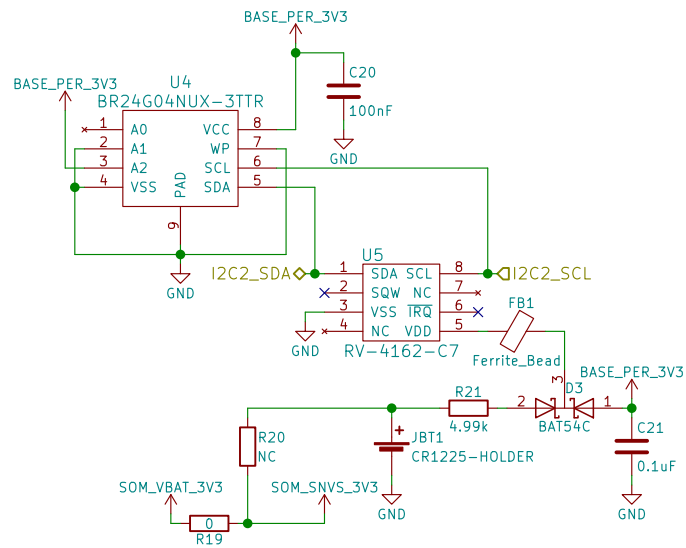 BASE_PER_3V3
C20
100nF
GND
BASE_PER_3V3
U4
BR24G04NUX-3TTR
1 A0 VCC 8
2 A1 WP 7
3 A2 SCL 6
4 VSS SDA 5
PAD
9
GND
I2C2_SDA
U5
1 SDA SCL 8
I2C2_SCL
2 SQW NC 7
3 VSS IRQ 6
4 NC VDD 5
GND
RV-4162-C7
FB1
Ferrite_Bead
3
D3
BASE_PER_3V3
2
1
BAT54C
R21
4.99k
C21
0.1uF
GND
R20
NC
+
JBT1
CR1225-HOLDER
GND
SOM_VBAT_3V3
SOM_SNVS_3V3
0
R19